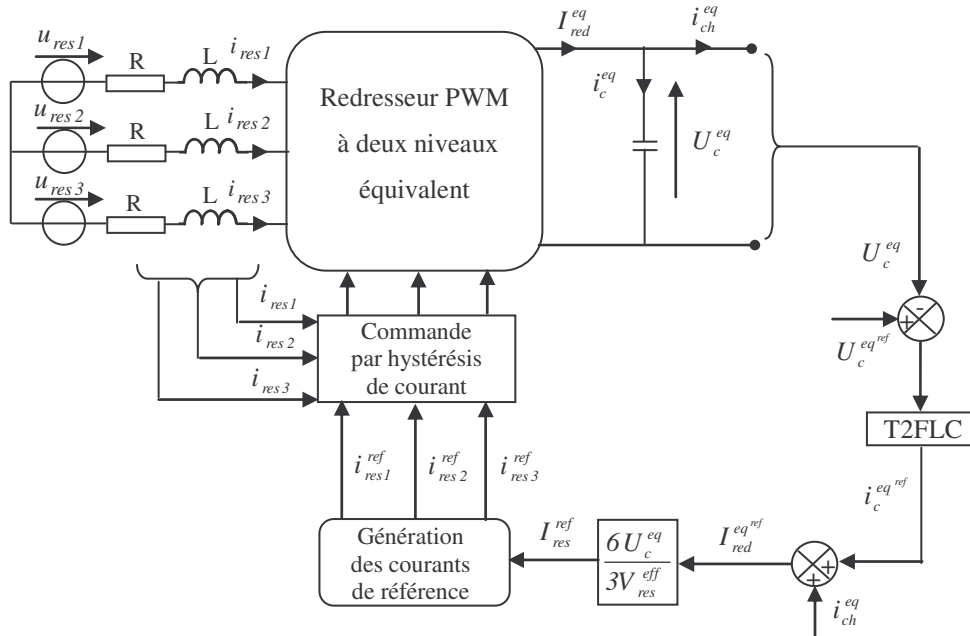 u_res1
R
L
i_res1
u_res2
R
L
i_res2
u_res3
R
L
i_res3
Redresseur PWM
à deux niveaux
équivalent
I_red^eq
i_ch^eq
i_c^eq
U_c^eq
U_c^eq
-
+
U_c^eq^ref
T2FLC
i_c^eq^ref
i_res1
i_res2
i_res3
Commande
par hystérésis
de courant
i_res1^ref
i_res2^ref
i_res3^ref
Génération
des courants
de référence
I_res^ref
6U_c^eq
3V_res^eff
I_red^eq^ref
+
+
i_ch^eq